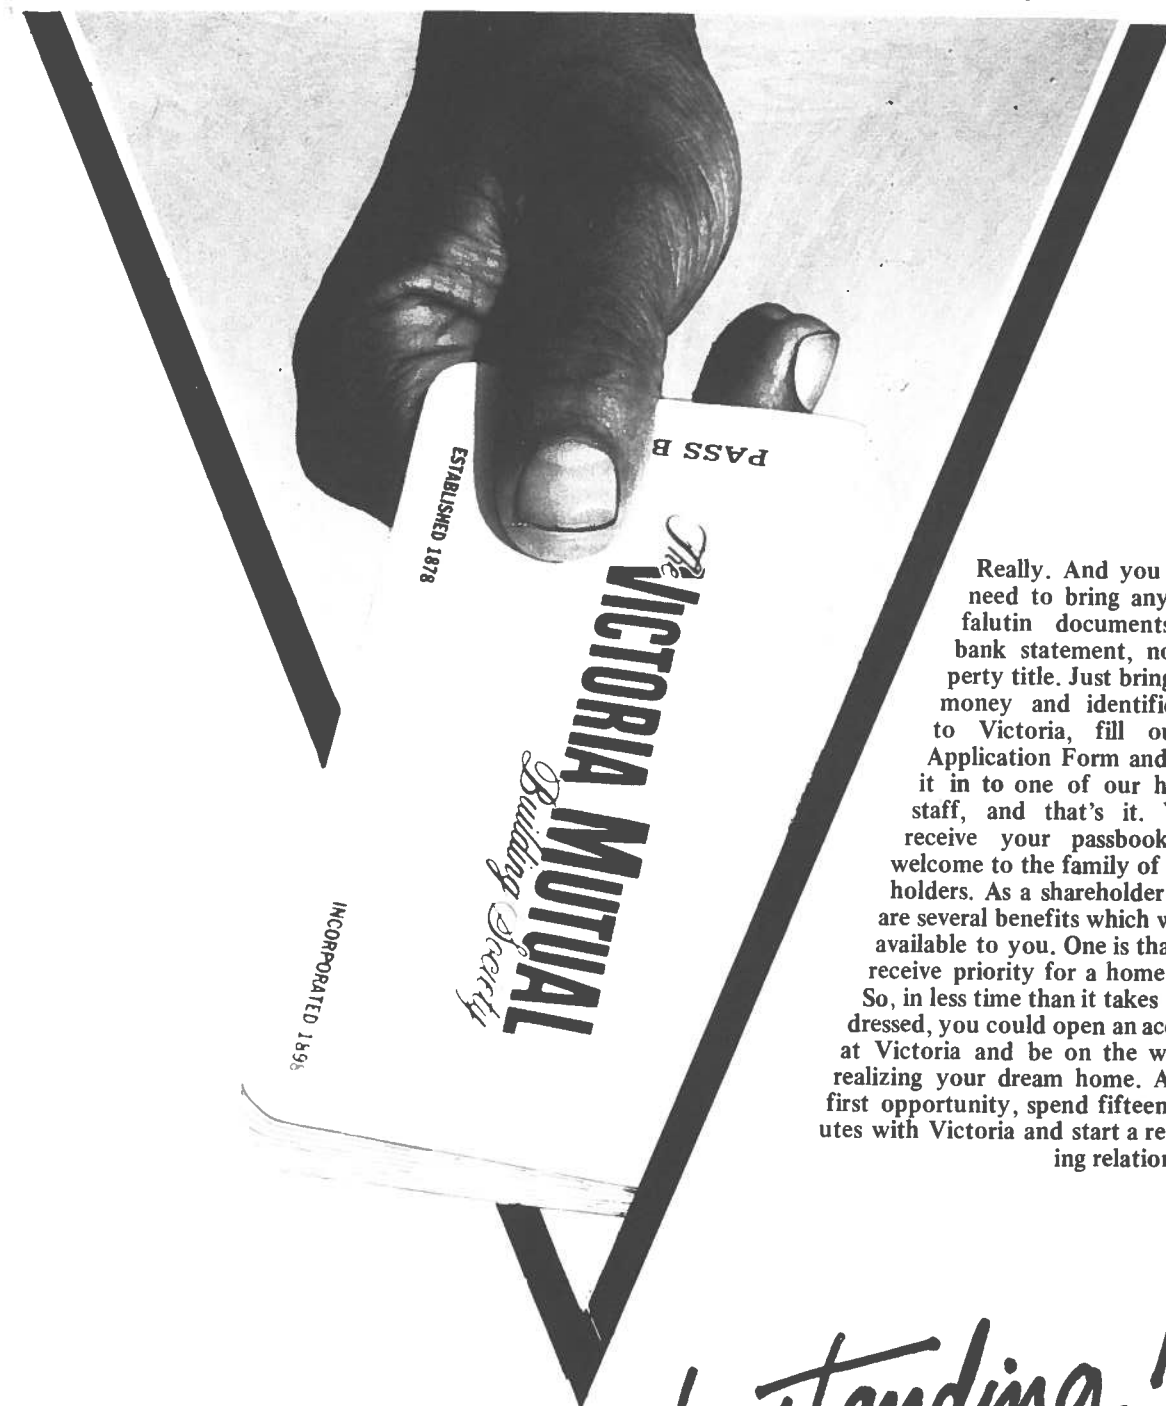 PASS B
ESTABLISHED 1878
The
VICTORIA MUTUAL
Building Society
INCORPORATED 1898
Really. And you
need to bring any
falutin documents
bank statement, no
perty title. Just bring
money and identifi
to Victoria, fill ou
Application Form and
it in to one of our h
staff, and that's it.
receive your passbook
welcome to the family of
holders. As a shareholder
are several benefits which w
available to you. One is tha
receive priority for a home
So, in less time than it takes
dressed, you could open an acc
at Victoria and be on the w
realizing your dream home. A
first opportunity, spend fifteen
utes with Victoria and start a re
ing relation
standing